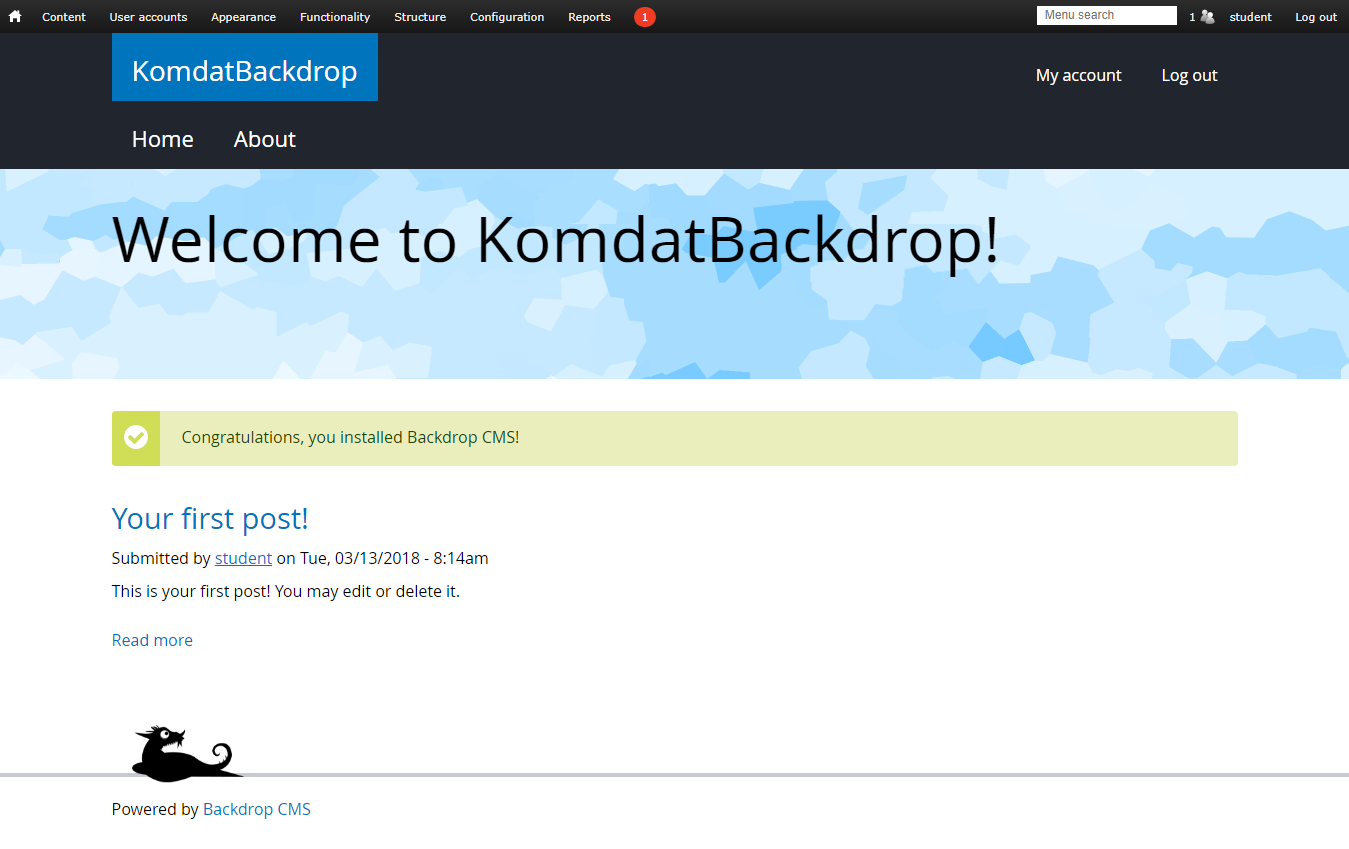 Content User accounts Appearance Functionality Structure Configuration Reports 1 Menu search 1 student Log out
KomdatBackdrop
My account Log out
Home About
Welcome to KomdatBackdrop!
Congratulations, you installed Backdrop CMS!
Your first post!
Submitted by student on Tue, 03/13/2018 - 8:14am
This is your first post! You may edit or delete it.
Read more
Powered by Backdrop CMS